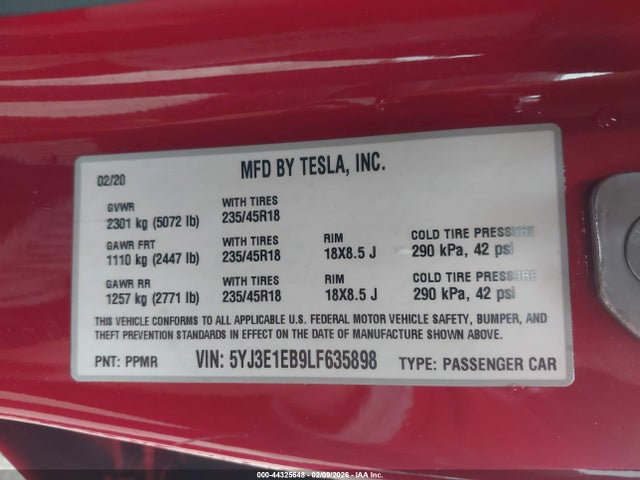 MFD BY TESLA, INC.
02/20
GVWR WITH TIRES
2301 kg (5072 lb) 235/45R18
GAWR FRT WITH TIRES RIM COLD TIRE PRESSURE
1110 kg (2447 lb) 235/45R18 18X8.5 J 290 kPa, 42 psi
GAWR RR WITH TIRES RIM COLD TIRE PRESSURE
1257 kg (2771 lb) 235/45R18 18X8.5 J 290 kPa, 42 psi
THIS VEHICLE CONFORMS TO ALL APPLICABLE U.S. FEDERAL MOTOR VEHICLE SAFETY, BUMPER, AND
THEFT PREVENTION STANDARDS IN EFFECT ON THE DATE OF MANUFACTURE SHOWN ABOVE.
PNT: PPMR VIN: 5YJ3E1EB9LF635898 TYPE: PASSENGER CAR
000-44325648 - 02/09/2026 - IAAI.COM